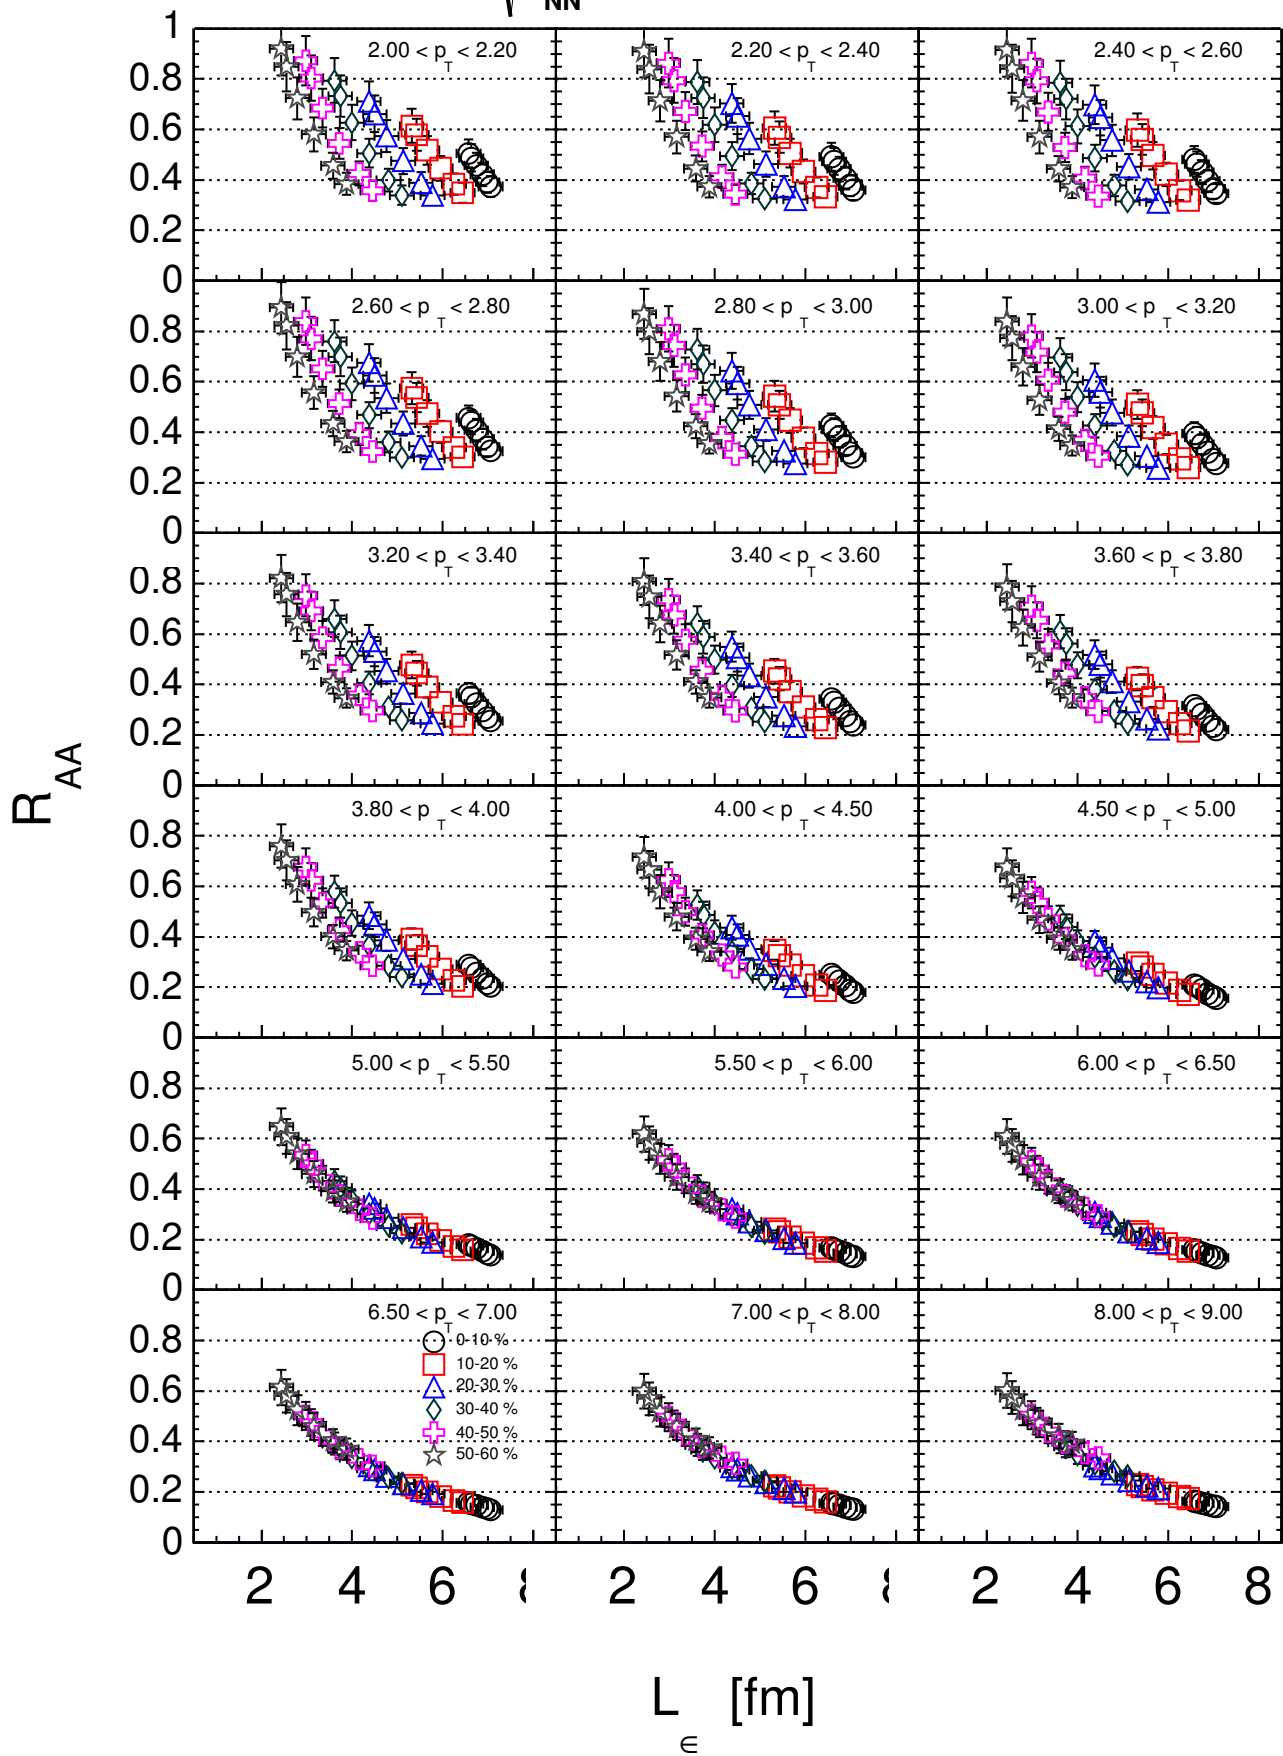 √ NN
1
0.8
0.6
0.4
0.2
0
2.00 < p_T < 2.20
2.20 < p_T < 2.40
2.40 < p_T < 2.60
0.8
0.6
0.4
0.2
0
2.60 < p_T < 2.80
2.80 < p_T < 3.00
3.00 < p_T < 3.20
0.8
0.6
0.4
0.2
0
3.20 < p_T < 3.40
3.40 < p_T < 3.60
3.60 < p_T < 3.80
R_AA
0.8
0.6
0.4
0.2
0
3.80 < p_T < 4.00
4.00 < p_T < 4.50
4.50 < p_T < 5.00
0.8
0.6
0.4
0.2
0
5.00 < p_T < 5.50
5.50 < p_T < 6.00
6.00 < p_T < 6.50
0.8
0.6
0.4
0.2
0
6.50 < p_T < 7.00
0-10 %
10-20 %
20-30 %
30-40 %
40-50 %
50-60 %
7.00 < p_T < 8.00
8.00 < p_T < 9.00
2 4 6
2 4 6
2 4 6 8
L_∈ [fm]